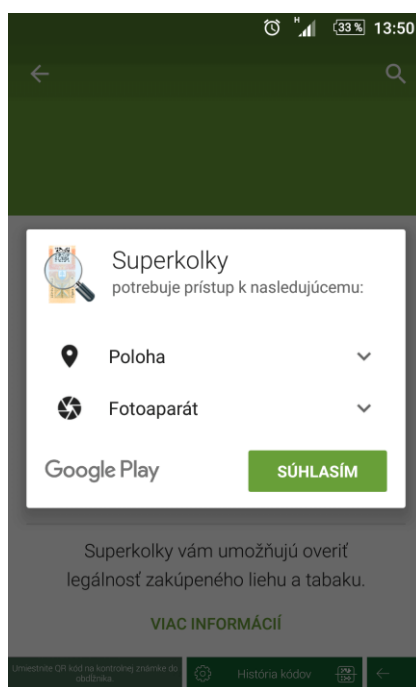 H
33 %
13:50
Superkolky
potrebuje prístup k nasledujúcemu:
Poloha
Fotoaparát
Google Play
SÚHLASÍM
Superkolky vám umožňujú overiť
legálnosť zakúpeného liehu a tabaku.
VIAC INFORMÁCIÍ
Umiestnite QR kód na kontrolnej známke do
obdĺžnika.
História kódov